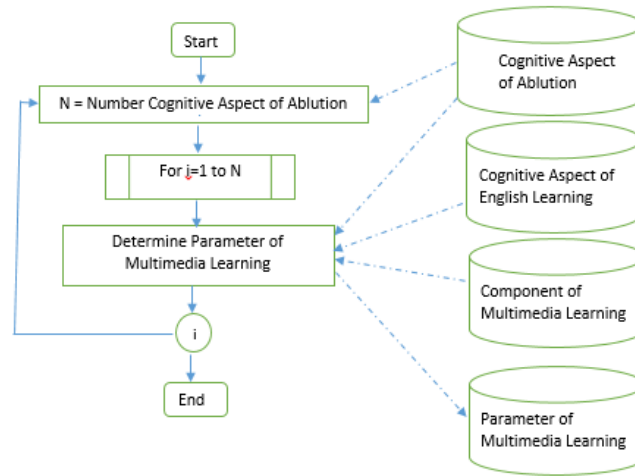 Start
N = Number Cognitive Aspect of Ablution
For i=1 to N
Determine Parameter of
Multimedia Learning
i
End
Cognitive Aspect
of Ablution
Cognitive Aspect of
English Learning
Component of
Multimedia Learning
Parameter of
Multimedia Learning